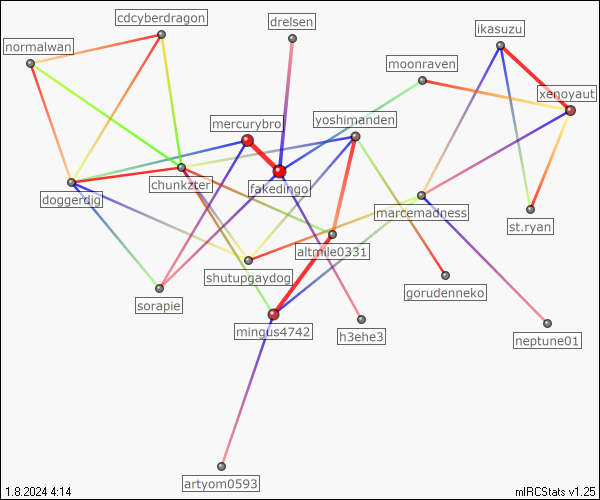 cdcyberdragon
drelsen
ikasuzu
normalwan
moonraven
xenoyaut
mercurybro
yoshimanden
chunkzter
fakedingo
doggerdig
marcemadness
st.ryan
altmile0331
shutupgaydog
gorudenneko
sorapie
mingus4742
h3ehe3
neptune01
artyom0593
1.8.2024 4:14
mIRCStats v1.25